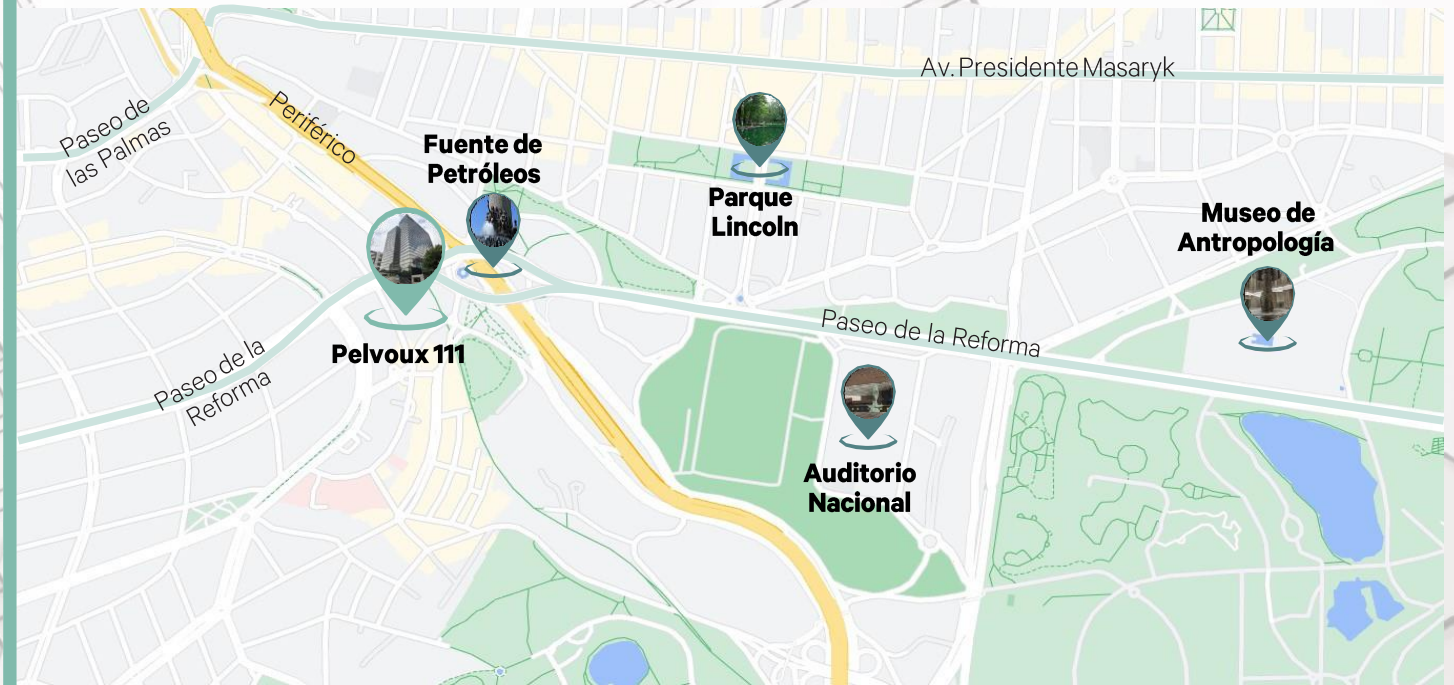 Av. Presidente Masaryk
Paseo de
las Palmas
Periférico
Fuente de
Petróleos
Parque
Lincoln
Museo de
Antropología
Paseo de la Reforma
Pelvoux 111
Paseo de la
Reforma
Auditorio
Nacional